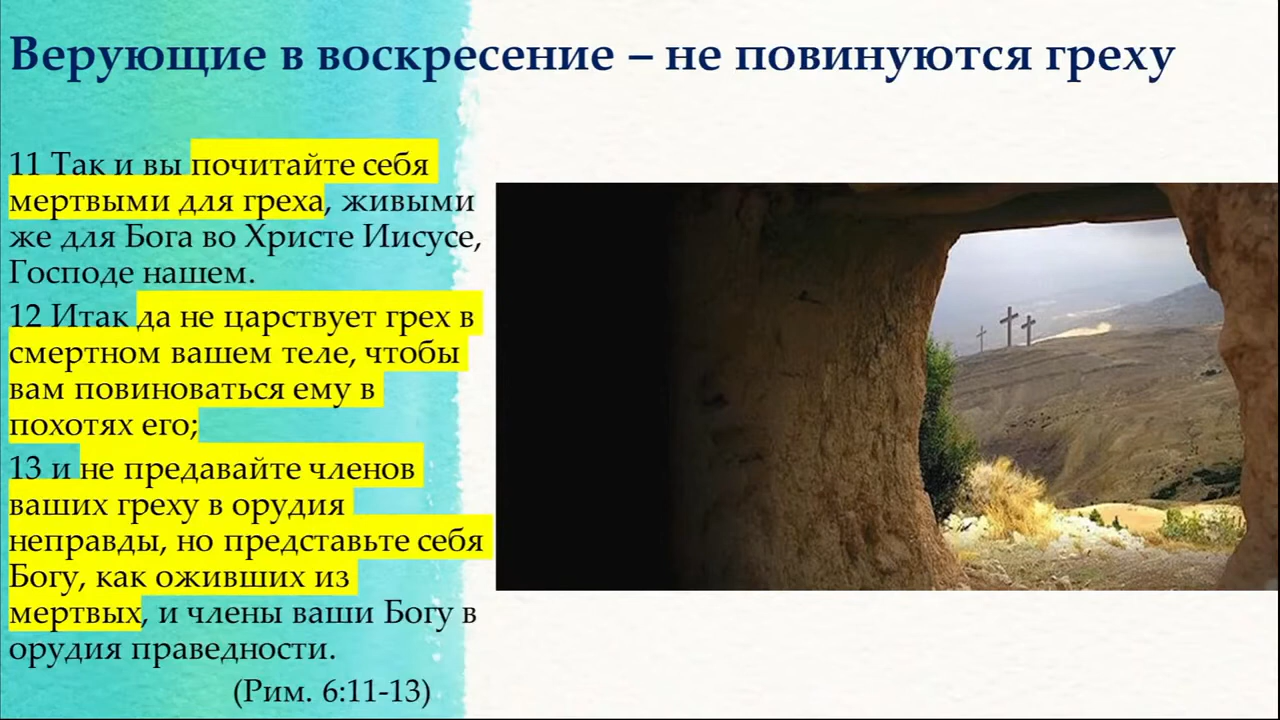 Верующие в воскресение – не повинуются греху
11 Так и вы почитайте себя
мертвыми для греха, живыми
же для Бога во Христе Иисусе,
Господе нашем.
12 Итак да не царствует грех в
смертном вашем теле, чтобы
вам повиноваться ему в
похотях его;
13 и не предавайте членов
ваших греху в орудия
неправды, но представьте себя
Богу, как оживших из
мертвых, и члены ваши Богу в
орудия праведности.
(Рим. 6:11-13)